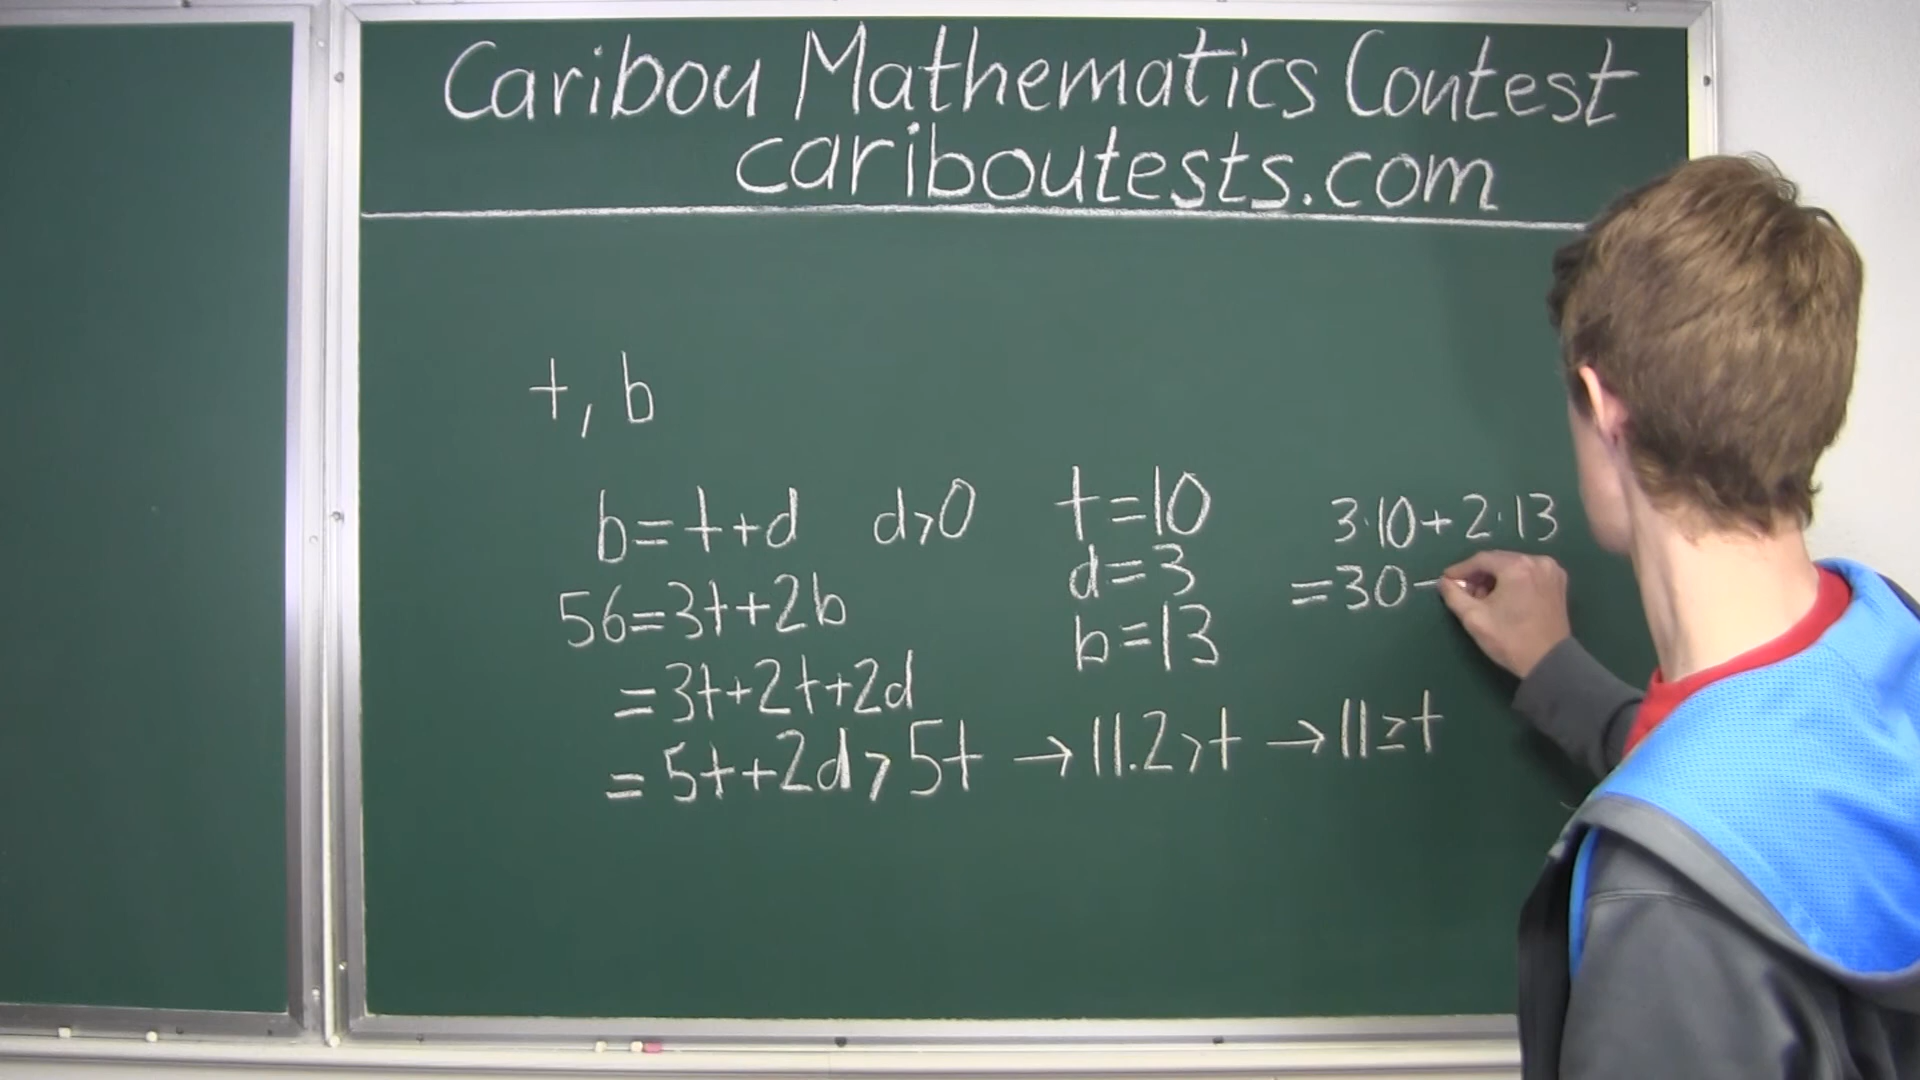 Caribou Mathematics Contest
cariboutests.com
t, b
b=t+d d>0
56=3t+2b
=3t+2t+2d
=5t+2d>5t →11.2>t →11≥t
t=10
d=3
b=13
3·10+2·13
=30-